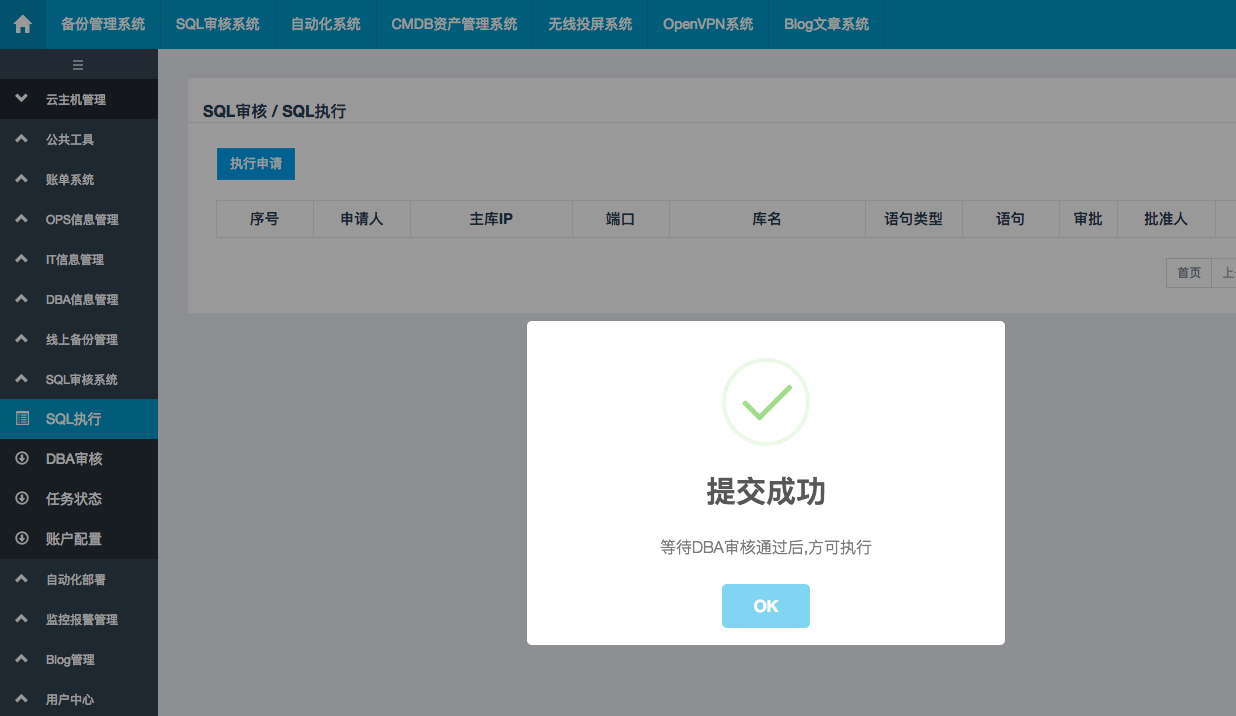 备份管理系统 SQL审核系统 自动化系统 CMDB资产管理系统 无线投屏系统 OpenVPN系统 Blog文章系统
云主机管理
公共工具
账单系统
OPS信息管理
IT信息管理
DBA信息管理
线上备份管理
SQL审核系统
SQL执行
DBA审核
任务状态
账户配置
自动化部署
监控报警管理
Blog管理
用户中心
SQL审核 / SQL执行
执行申请
序号 申请人 主库IP 端口 库名 语句类型 语句 审批 批准人
首页 上
提交成功
等待DBA审核通过后,方可执行
OK